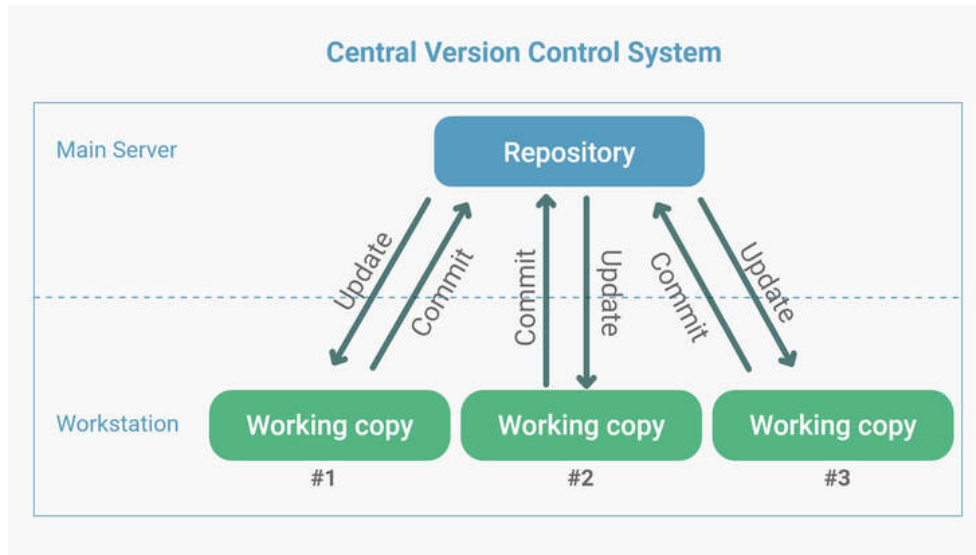 Central Version Control System
Main Server
Repository
Update
Commit
Commit
Update
Commit
Update
Workstation
Working copy
Working copy
Working copy
#1
#2
#3